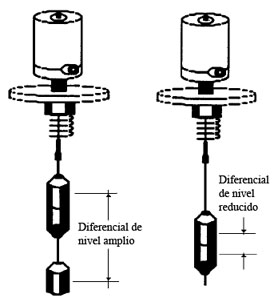 Diferencial de
nivel amplio
Diferencial
de nivel
reducido